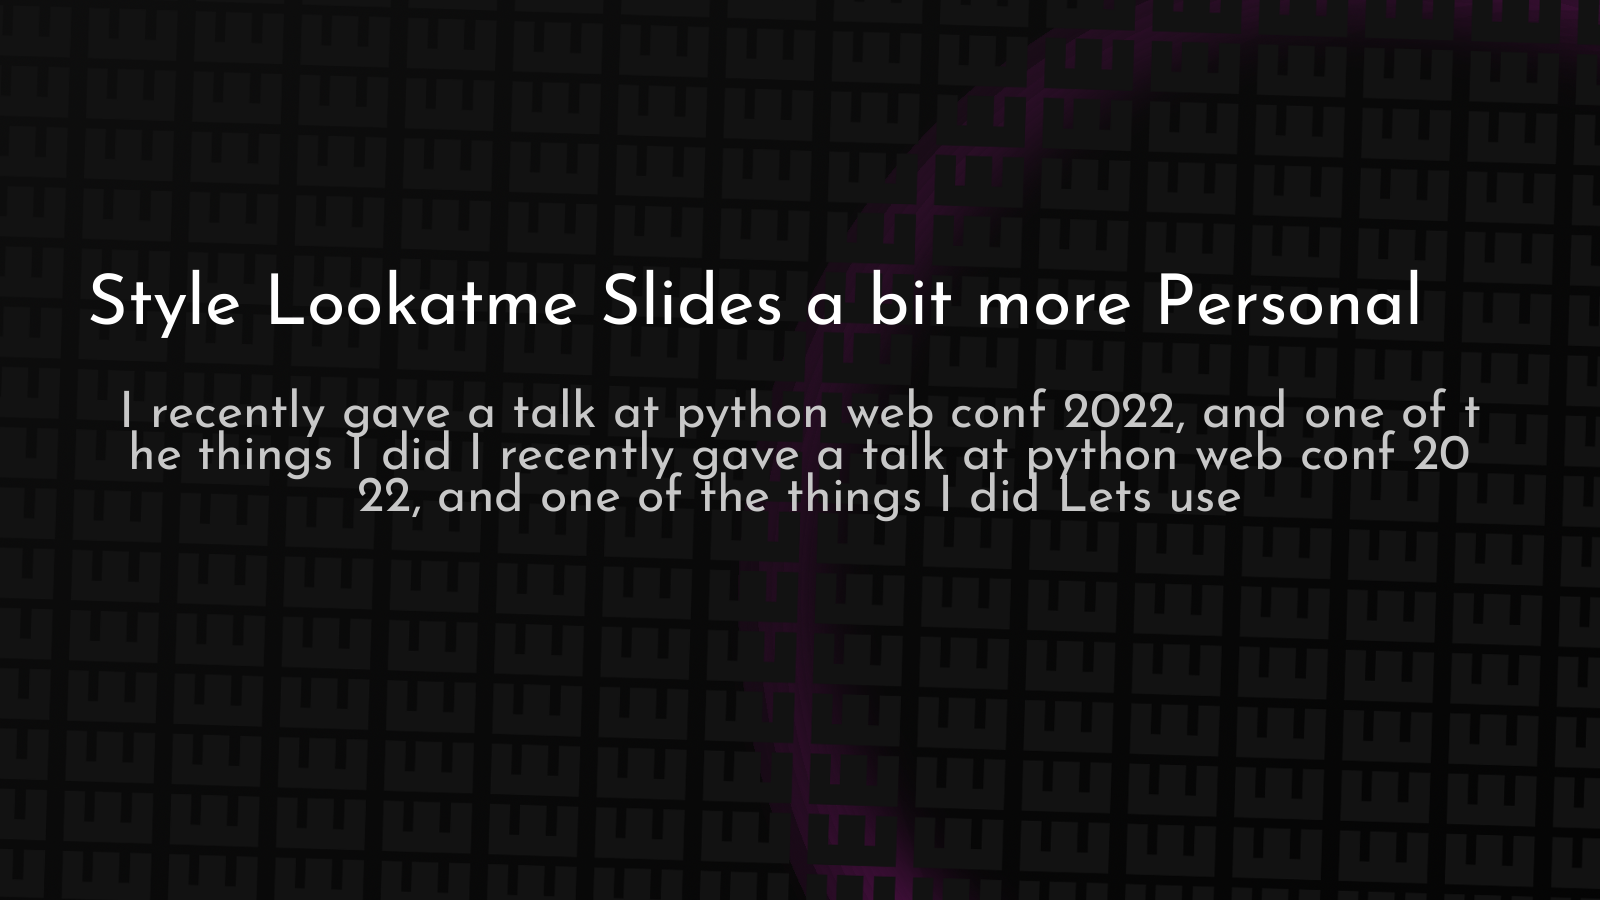 Style Lookatme Slides a bit more Personal
I recently gave a talk at python web conf 2022, and one of t
he things I did I recently gave a talk at python web conf 20
22, and one of the things I did Lets use